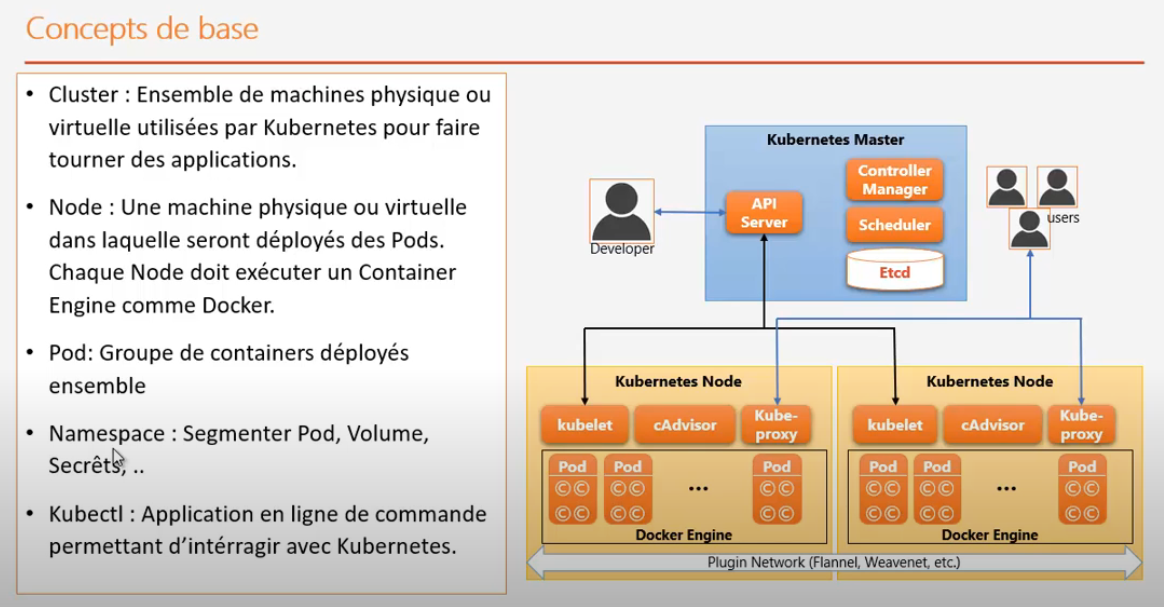 Concepts de base
• Cluster : Ensemble de machines physique ou
virtuelle utilisées par Kubernetes pour faire
tourner des applications.
• Node : Une machine physique ou virtuelle
dans laquelle seront déployés des Pods.
Chaque Node doit exécuter un Container
Engine comme Docker.
• Pod: Groupe de containers déployés
ensemble
• Namespace : Segmenter Pod, Volume,
Secrêts, ..
• Kubectl : Application en ligne de commande
permettant d'intérragir avec Kubernetes.
Kubernetes Master
Controller
Manager
API
Server
Scheduler
Etcd
Developer
users
Kubernetes Node
kubelet
cAdvisor
Kube-
proxy
Pod
© ©
© ©
Pod
© ©
© ©
...
Pod
© ©
© ©
Docker Engine
Kubernetes Node
kubelet
cAdvisor
Kube-
proxy
Pod
© ©
© ©
Pod
© ©
© ©
...
Pod
© ©
© ©
Docker Engine
Plugin Network (Flannel, Weavenet, etc.)